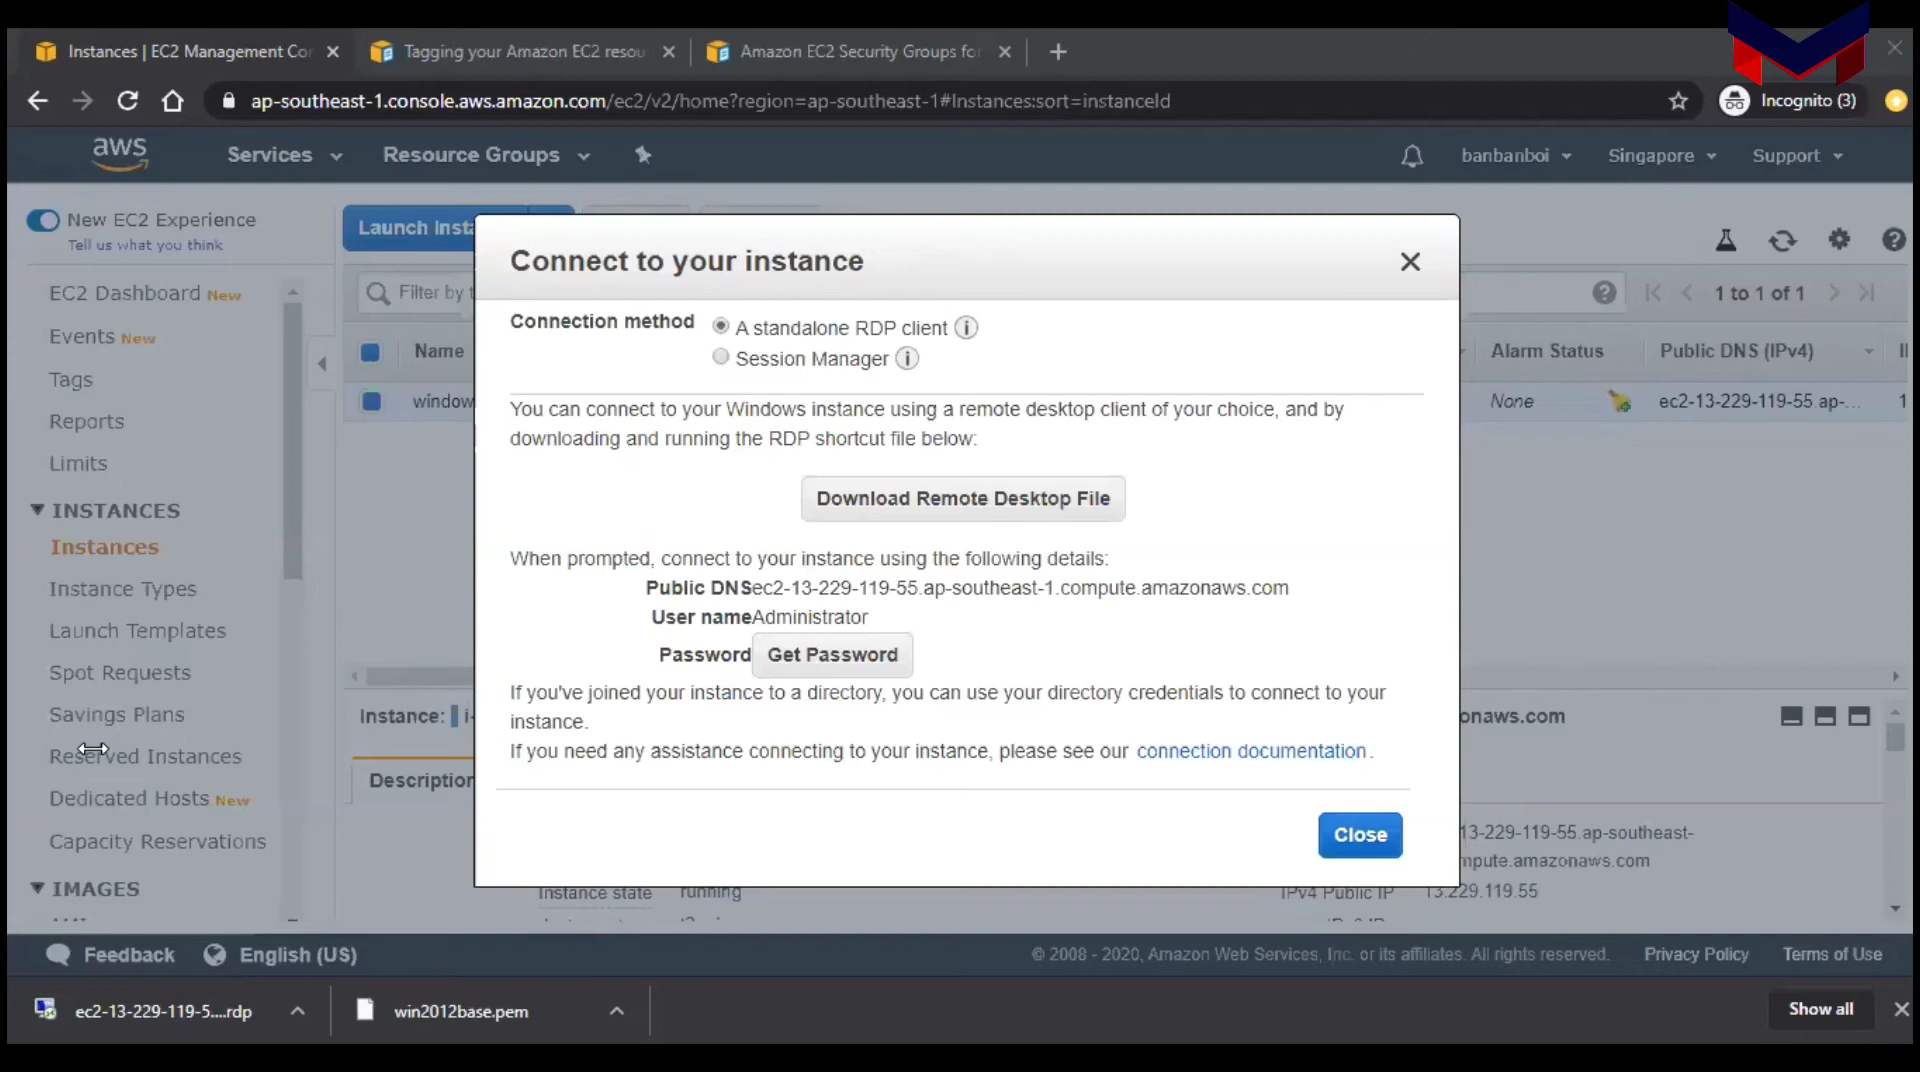 Instances | EC2 Management Co
Tagging your Amazon EC2 resou
Amazon EC2 Security Groups fo
ap-southeast-1.console.aws.amazon.com/ec2/v2/home?region=ap-southeast-1#Instances:sort=instanceId
Incognito (3)
aws
Services
Resource Groups
banbanboi
Singapore
Support
New EC2 Experience
Tell us what you think
EC2 Dashboard New
Events New
Tags
Reports
Limits
INSTANCES
Instances
Instance Types
Launch Templates
Spot Requests
Savings Plans
Reserved Instances
Dedicated Hosts New
Capacity Reservations
IMAGES
Launch Insta
Filter by t
1 to 1 of 1
Name
Alarm Status
Public DNS (IPv4)
window
None
ec2-13-229-119-55.ap-...
Connect to your instance
Connection method
A standalone RDP client
Session Manager
You can connect to your Windows instance using a remote desktop client of your choice, and by
downloading and running the RDP shortcut file below:
Download Remote Desktop File
When prompted, connect to your instance using the following details:
Public DNS ec2-13-229-119-55.ap-southeast-1.compute.amazonaws.com
User name Administrator
Password Get Password
If you've joined your instance to a directory, you can use your directory credentials to connect to your
instance.
If you need any assistance connecting to your instance, please see our connection documentation.
Close
Instance: i-
onaws.com
Description
13-229-119-55.ap-southeast-
mpute.amazonaws.com
Instance state running
IPv4 Public IP 13.229.119.55
Feedback
English (US)
© 2008 - 2020, Amazon Web Services, Inc. or its affiliates. All rights reserved.
Privacy Policy
Terms of Use
ec2-13-229-119-5....rdp
win2012base.pem
Show all